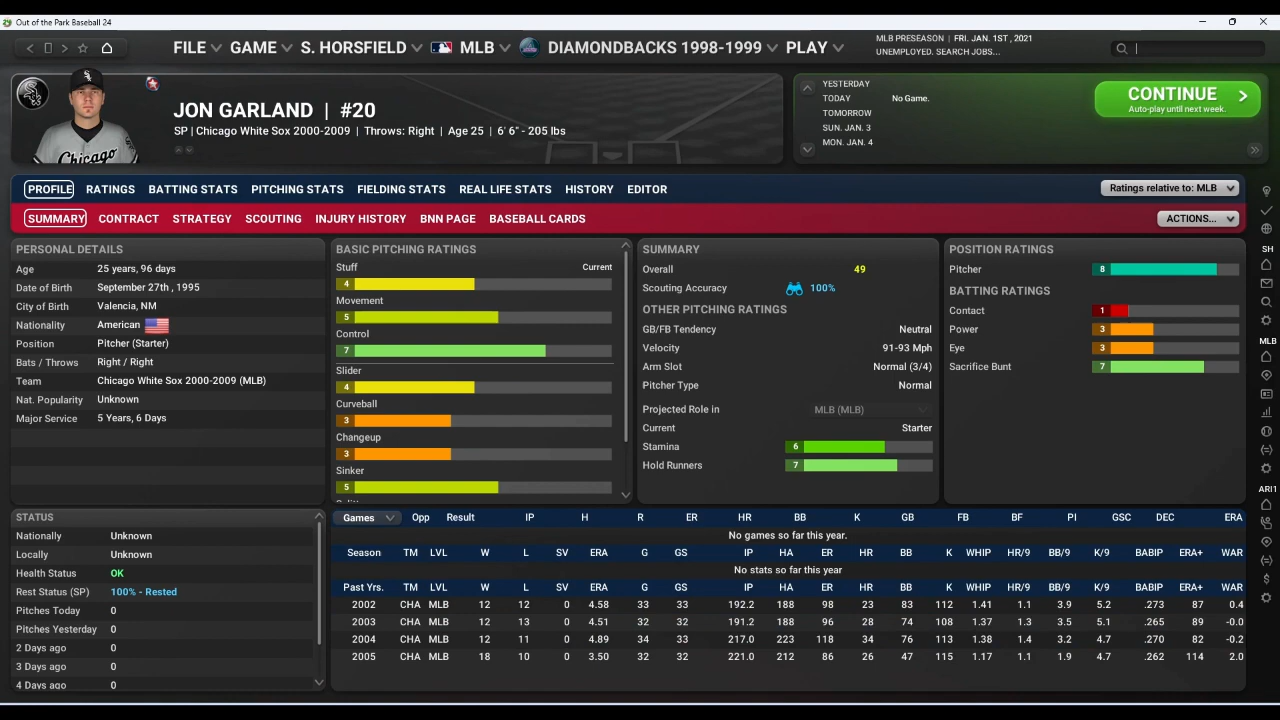 Out of the Park Baseball 24
FILE GAME S. HORSFIELD MLB DIAMONDBACKS 1998-1999 PLAY
MLB PRESEASON | FRI. JAN. 1ST , 2021
UNEMPLOYED. SEARCH JOBS...
JON GARLAND | #20
SP | Chicago White Sox 2000-2009 | Throws: Right | Age 25 | 6' 6" - 205 lbs
Chicago
YESTERDAY
TODAY No Game.
TOMORROW
SUN. JAN. 3
MON. JAN. 4
CONTINUE
Auto-play until next week.
PROFILE RATINGS BATTING STATS PITCHING STATS FIELDING STATS REAL LIFE STATS HISTORY EDITOR
Ratings relative to: MLB
SUMMARY CONTRACT STRATEGY SCOUTING INJURY HISTORY BNN PAGE BASEBALL CARDS
ACTIONS...
PERSONAL DETAILS
Age 25 years, 96 days
Date of Birth September 27th , 1995
City of Birth Valencia, NM
Nationality American
Position Pitcher (Starter)
Bats / Throws Right / Right
Team Chicago White Sox 2000-2009 (MLB)
Nat. Popularity Unknown
Major Service 5 Years, 6 Days
BASIC PITCHING RATINGS
Stuff Current
4
Movement
5
Control
7
Slider
4
Curveball
3
Changeup
3
Sinker
5
SUMMARY
Overall 49
Scouting Accuracy 100%
OTHER PITCHING RATINGS
GB/FB Tendency Neutral
Velocity 91-93 Mph
Arm Slot Normal (3/4)
Pitcher Type Normal
Projected Role in MLB (MLB)
Current Starter
Stamina 6
Hold Runners 7
POSITION RATINGS
Pitcher 8
BATTING RATINGS
Contact 1
Power 3
Eye 3
Sacrifice Bunt 7
SH
MLB
ARI1
STATUS
Nationally Unknown
Locally Unknown
Health Status OK
Rest Status (SP) 100% - Rested
Pitches Today 0
Pitches Yesterday 0
2 Days ago 0
3 Days ago 0
4 Days ago 0
Games Opp Result IP H R ER HR BB K GB FB BF PI GSC DEC ERA
No games so far this year.
Season TM LVL W L SV ERA G GS IP HA ER HR BB K WHIP HR/9 BB/9 K/9 BABIP ERA+ WAR
No stats so far this year
Past Yrs. TM LVL W L SV ERA G GS IP HA ER HR BB K WHIP HR/9 BB/9 K/9 BABIP ERA+ WAR
2002 CHA MLB 12 12 0 4.58 33 33 192.2 188 98 23 83 112 1.41 1.1 3.9 5.2 .273 87 0.4
2003 CHA MLB 12 13 0 4.51 32 32 191.2 188 96 28 74 108 1.37 1.3 3.5 5.1 .265 89 -0.0
2004 CHA MLB 12 11 0 4.89 34 33 217.0 223 118 34 76 113 1.38 1.4 3.2 4.7 .270 82 -0.2
2005 CHA MLB 18 10 0 3.50 32 32 221.0 212 86 26 47 115 1.17 1.1 1.9 4.7 .262 114 2.0